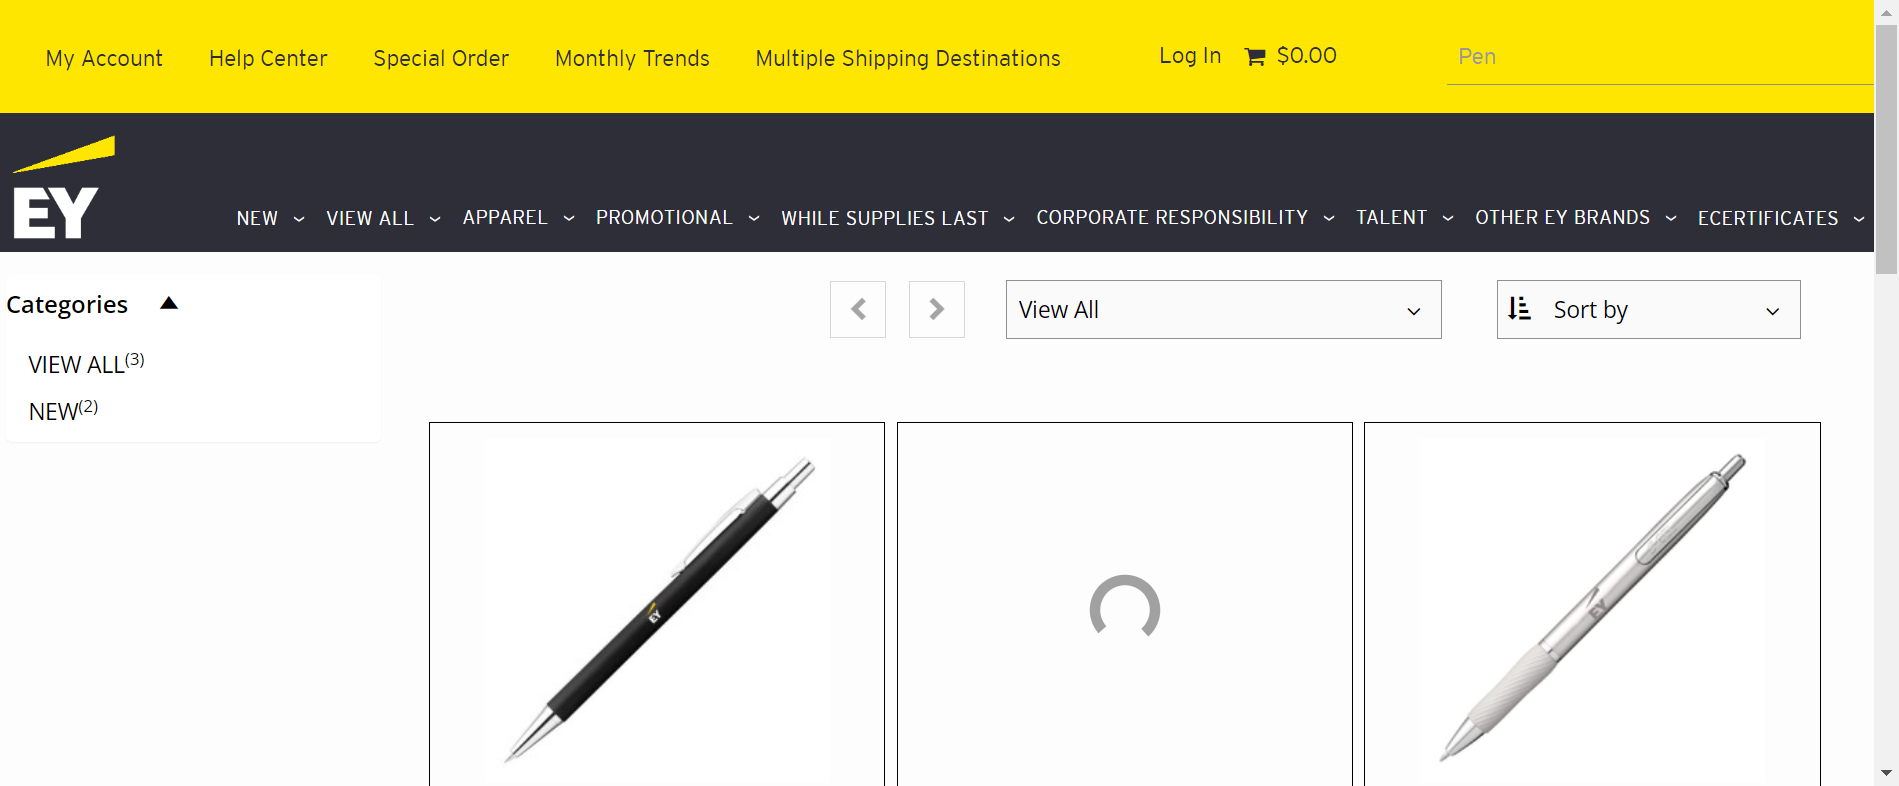 My Account Help Center Special Order Monthly Trends Multiple Shipping Destinations Log In $0.00 Pen
EY
NEW VIEW ALL APPAREL PROMOTIONAL WHILE SUPPLIES LAST CORPORATE RESPONSIBILITY TALENT OTHER EY BRANDS ECERTIFICATES
Categories
VIEW ALL(3)
NEW(2)
View All
Sort by
EY
EY